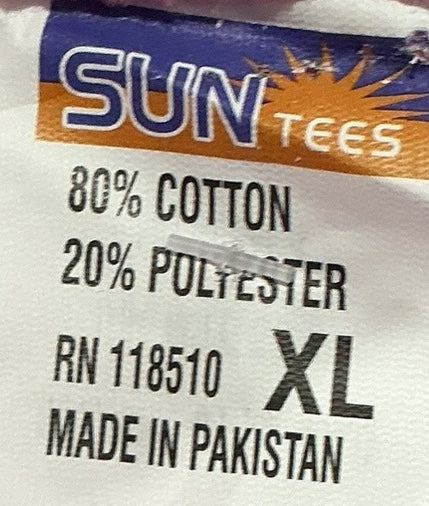 SUN TEES
80% COTTON
20% POLYESTER
RN 118510 XL
MADE IN PAKISTAN